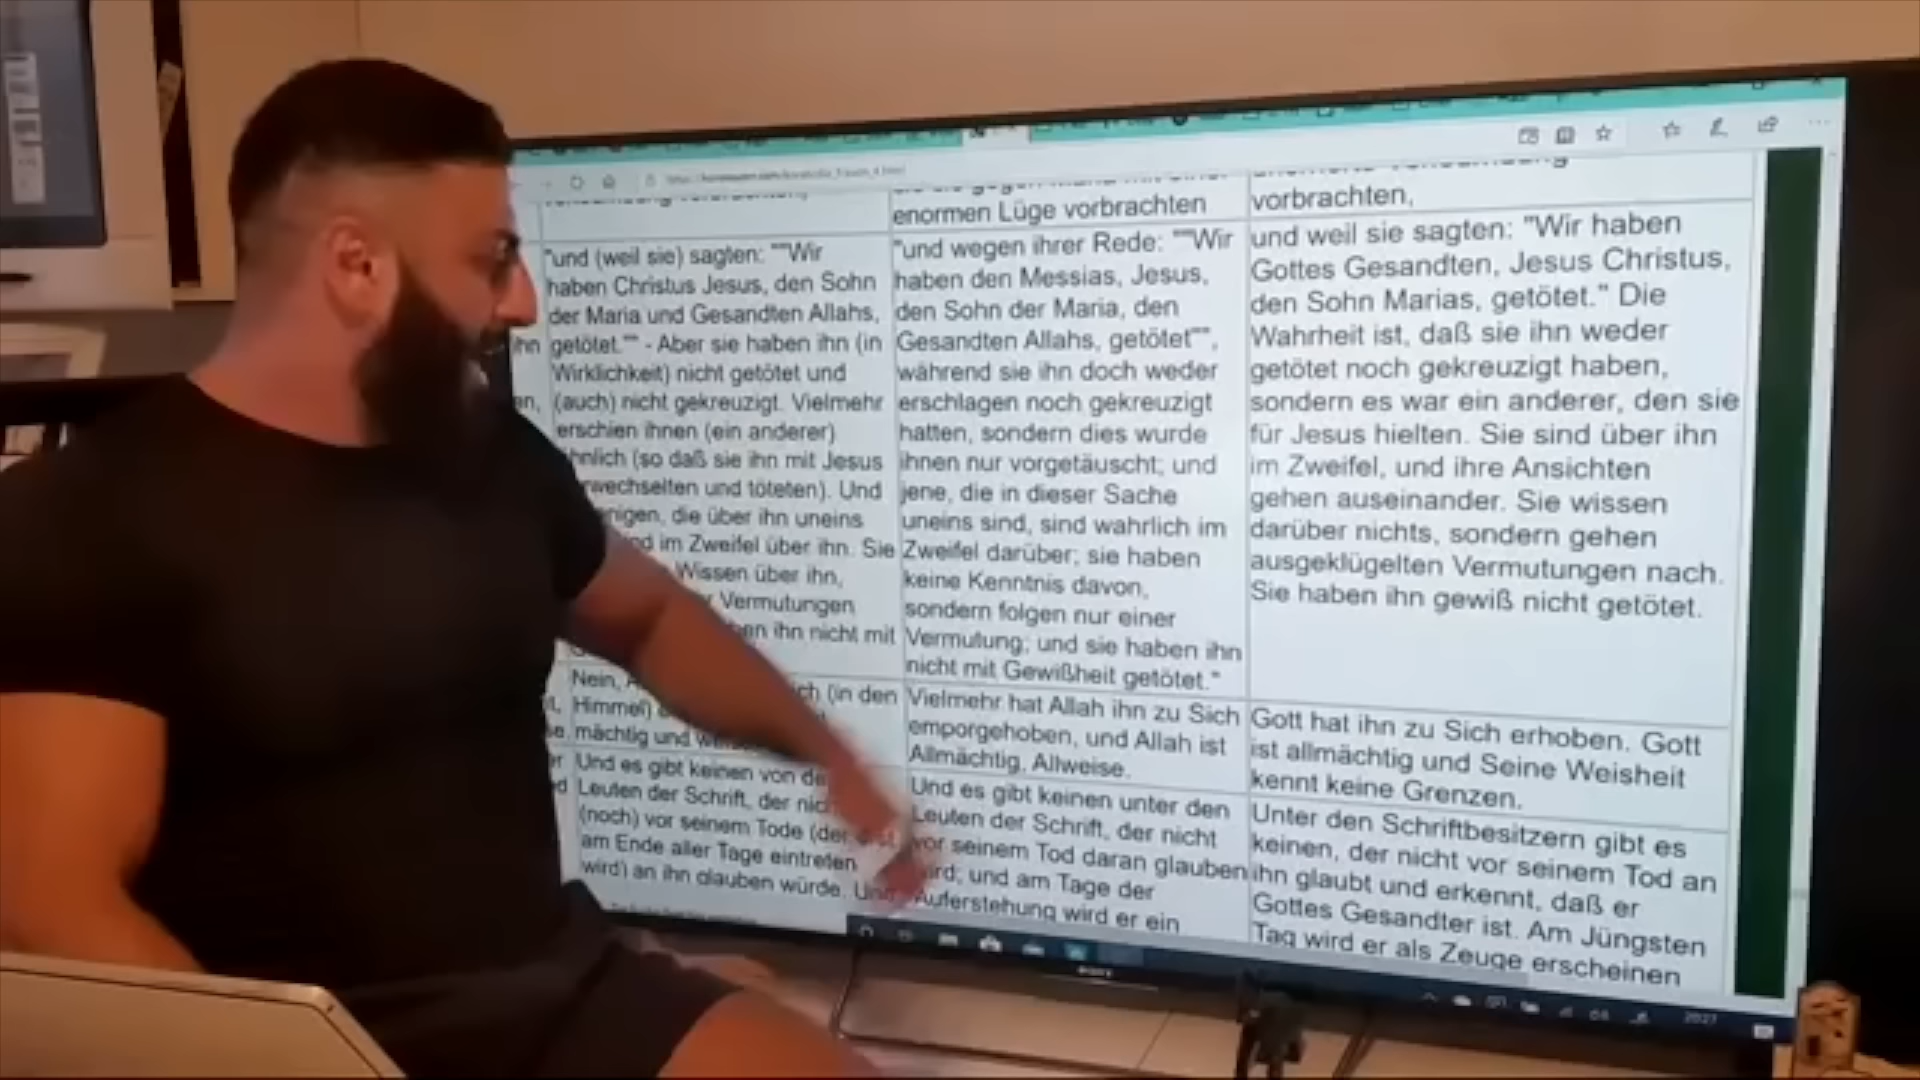 enormen Lüge vorbrachten
vorbrachten,
"und (weil sie) sagten: ""Wir
haben Christus Jesus, den Sohn
der Maria und Gesandten Allahs,
getötet."" - Aber sie haben ihn (in
Wirklichkeit) nicht getötet und
(auch) nicht gekreuzigt. Vielmehr
erschien ihnen (ein anderer)
hnlich (so daß sie ihn mit Jesus
wechselten und töteten). Und
nigen, die über ihn uneins
nd im Zweifel über ihn. Sie
Wissen über ihn,
Vermutungen
en ihn nicht mit
"und wegen ihrer Rede: ""Wir
haben den Messias, Jesus,
den Sohn der Maria, den
Gesandten Allahs, getötet"",
während sie ihn doch weder
erschlagen noch gekreuzigt
hatten, sondern dies wurde
ihnen nur vorgetäuscht; und
jene, die in dieser Sache
uneins sind, sind wahrlich im
Zweifel darüber; sie haben
keine Kenntnis davon,
sondern folgen nur einer
Vermutung; und sie haben ihn
nicht mit Gewißheit getötet."
und weil sie sagten: "Wir haben
Gottes Gesandten, Jesus Christus,
den Sohn Marias, getötet." Die
Wahrheit ist, daß sie ihn weder
getötet noch gekreuzigt haben,
sondern es war ein anderer, den sie
für Jesus hielten. Sie sind über ihn
im Zweifel, und ihre Ansichten
gehen auseinander. Sie wissen
darüber nichts, sondern gehen
ausgeklügelten Vermutungen nach.
Sie haben ihn gewiß nicht getötet.
Nein, ch (in den
Himmel)
mächtig und
Vielmehr hat Allah ihn zu Sich
emporgehoben, und Allah ist
Allmächtig, Allweise.
Gott hat ihn zu Sich erhoben. Gott
ist allmächtig und Seine Weisheit
kennt keine Grenzen.
Und es gibt keinen von de
Leuten der Schrift, der nic
(noch) vor seinem Tode (der erst
am Ende aller Tage eintreten
wird) an ihn glauben würde. Und
Und es gibt keinen unter den
Leuten der Schrift, der nicht
vor seinem Tod daran glauben
wird; und am Tage der
Auferstehung wird er ein
Unter den Schriftbesitzern gibt es
keinen, der nicht vor seinem Tod an
ihn glaubt und erkennt, daß er
Gottes Gesandter ist. Am Jüngsten
Tag wird er als Zeuge erscheinen
SONY